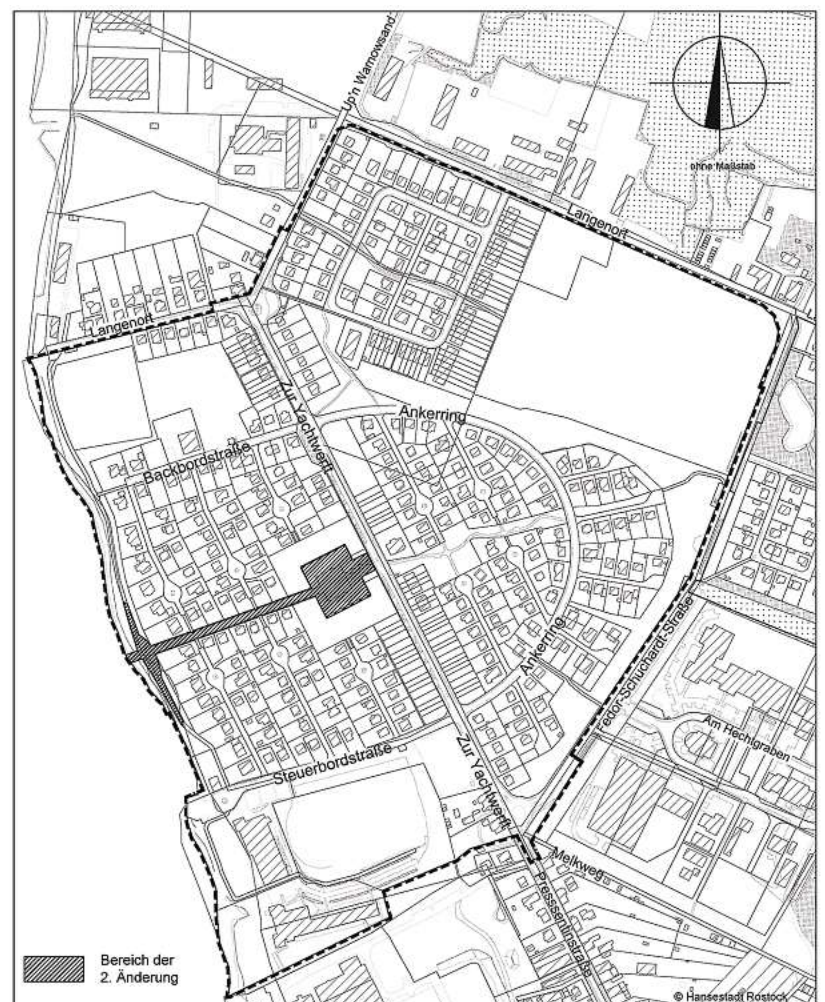 Up'n Warnowsand
ohne Maßstab
Langenort
Langenort
Zur Yachtwerft
Ankerring
Backbordstraße
Ankerring
Fedor-Schuchardt-Straße
Am Hechtgraben
Steuerbordstraße
Zur Yachtwerft
Melkweg
Pressentinstraße
Bereich der
2. Änderung
© Hansestadt Rostock